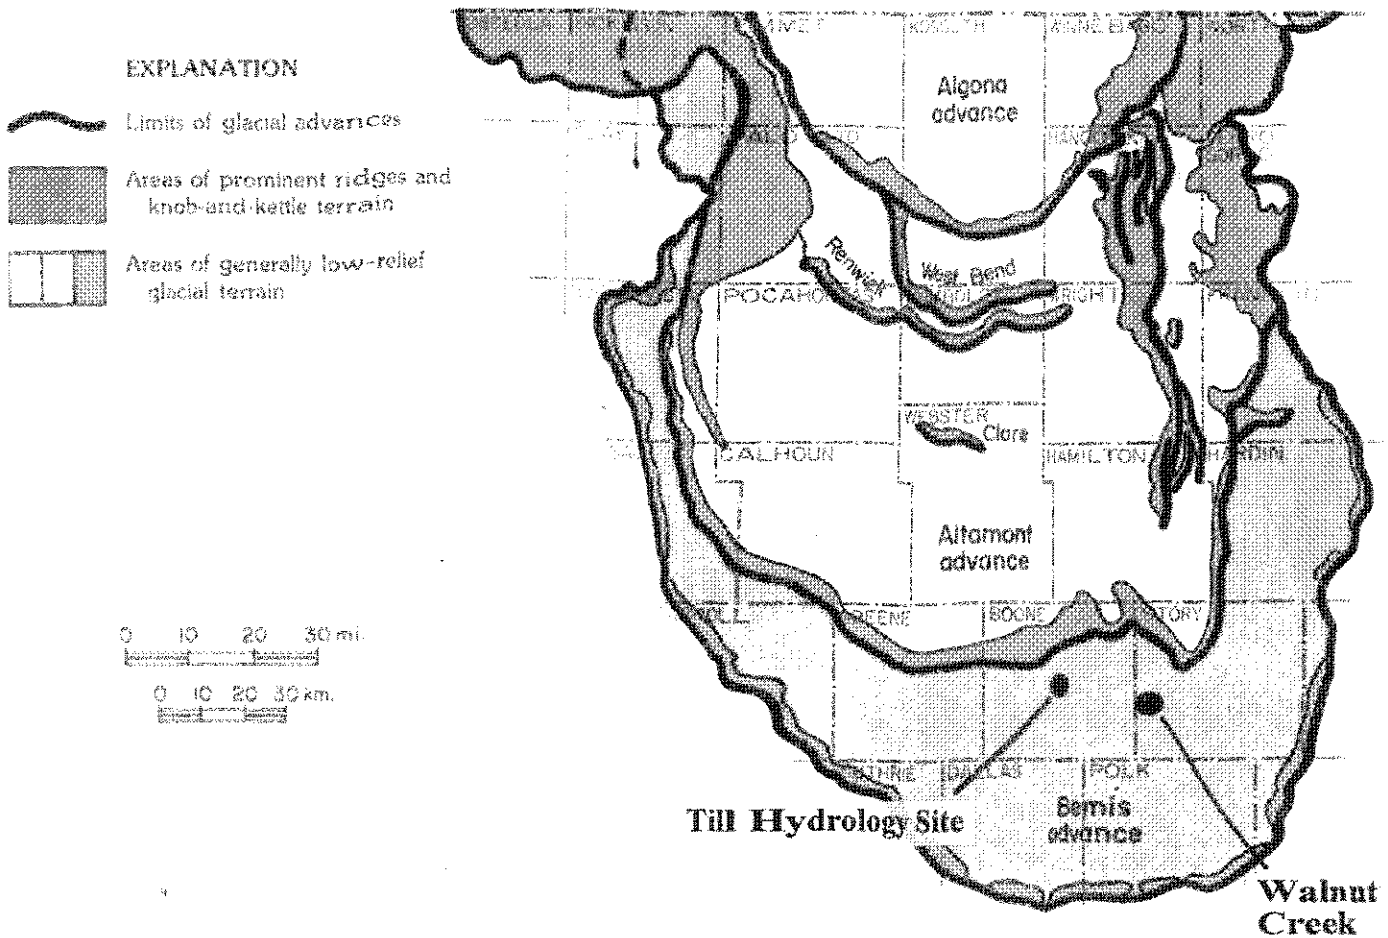 EXPLANATION
Limits of glacial advances
Areas of prominent ridges and
knob-and-kettle terrain
Areas of generally low-relief
glacial terrain
0 10 20 30 mi.
0 10 20 30 km.
Algona
advance
Renwick
West Bend
POCAHONTAS
WRIGHT
WEBSTER
Clare
CALHOUN
HAMILTON
HARDIN
Altamont
advance
GREENE
BOONE
STORY
DALLAS
POLK
Till Hydrology Site
Bemis
advance
Walnut
Creek